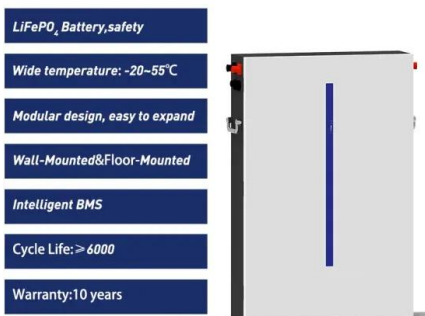 LiFePO4 Battery,safety
Wide temperature: -20~55℃
Modular design, easy to expand
Wall-Mounted&Floor-Mounted
Intelligent BMS
Cycle Life:≥6000
Warranty:10 years